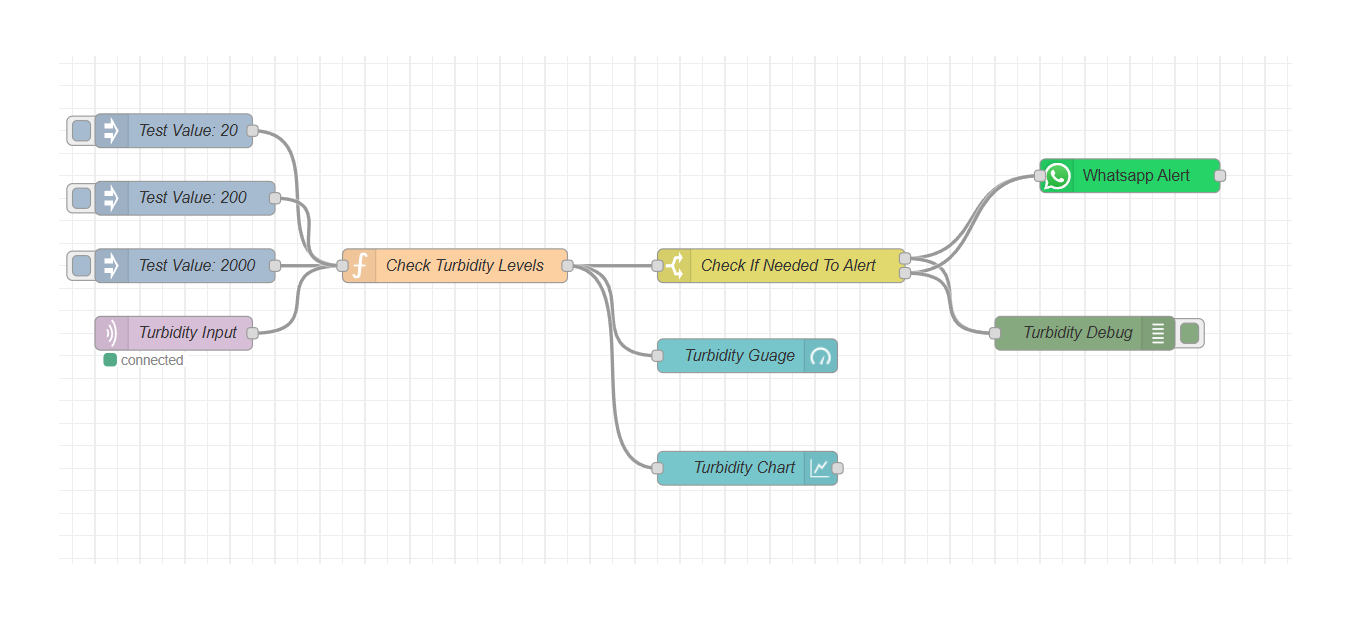 Test Value: 20
Test Value: 200
Test Value: 2000
Turbidity Input
connected
Check Turbidity Levels
Check If Needed To Alert
Turbidity Guage
Turbidity Chart
Whatsapp Alert
Turbidity Debug